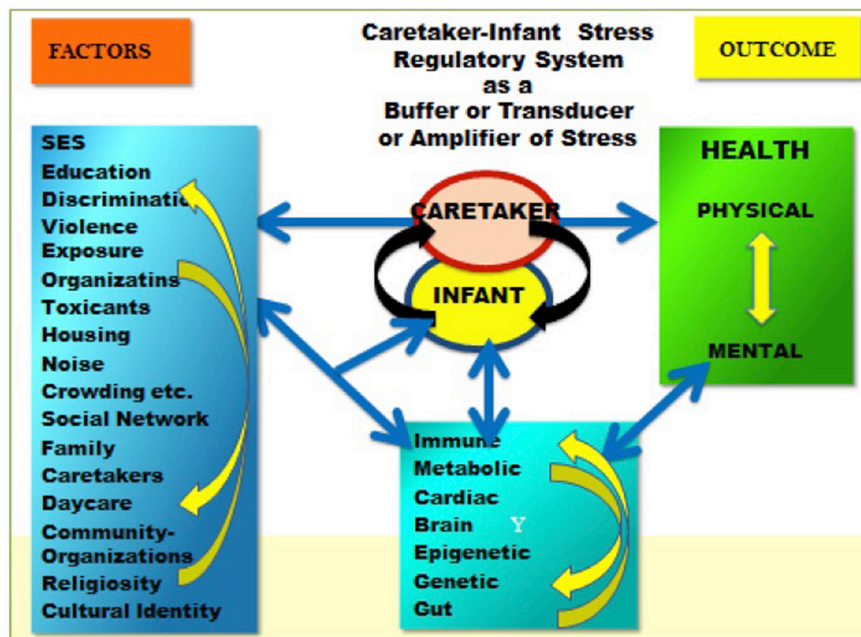 FACTORS
Caretaker-Infant Stress
Regulatory System
as a
Buffer or Transducer
or Amplifier of Stress
OUTCOME
SES
Education
Discrimination
Violence
Exposure
Organizatins
Toxicants
Housing
Noise
Crowding etc.
Social Network
Family
Caretakers
Daycare
Community-
Organizations
Religiosity
Cultural Identity
CARETAKER
INFANT
Immune
Metabolic
Cardiac
Brain Y
Epigenetic
Genetic
Gut
HEALTH
PHYSICAL
MENTAL